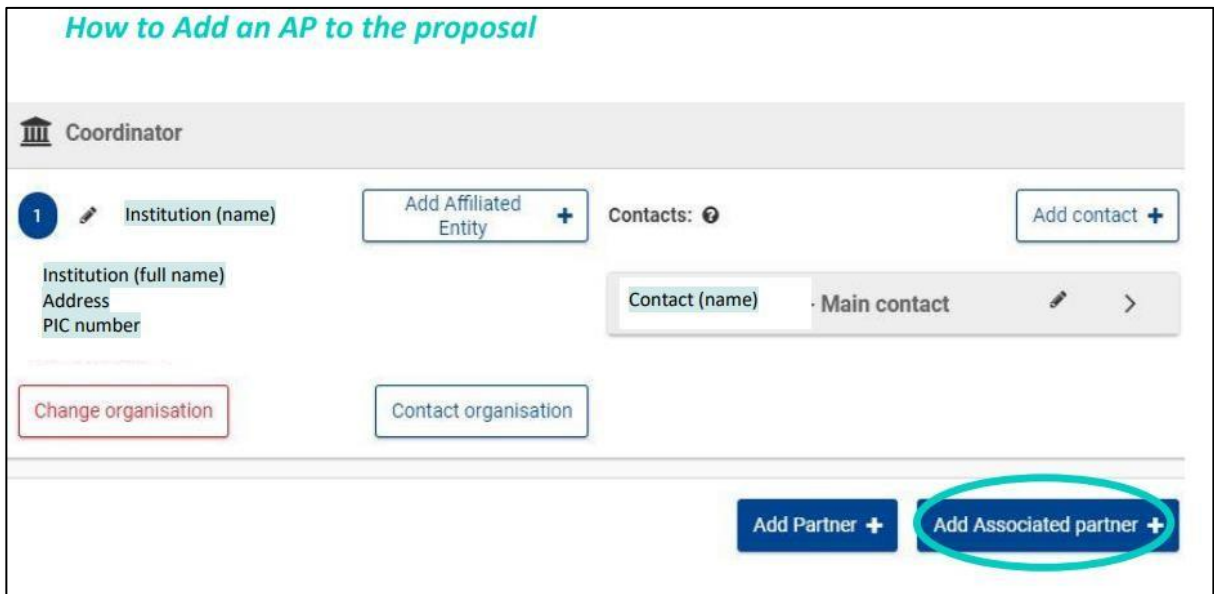 How to Add an AP to the proposal
Coordinator
1 Institution (name)
Add Affiliated
Entity +
Contacts: ?
Add contact +
Institution (full name)
Address
PIC number
Contact (name) - Main contact
Change organisation
Contact organisation
Add Partner +
Add Associated partner +